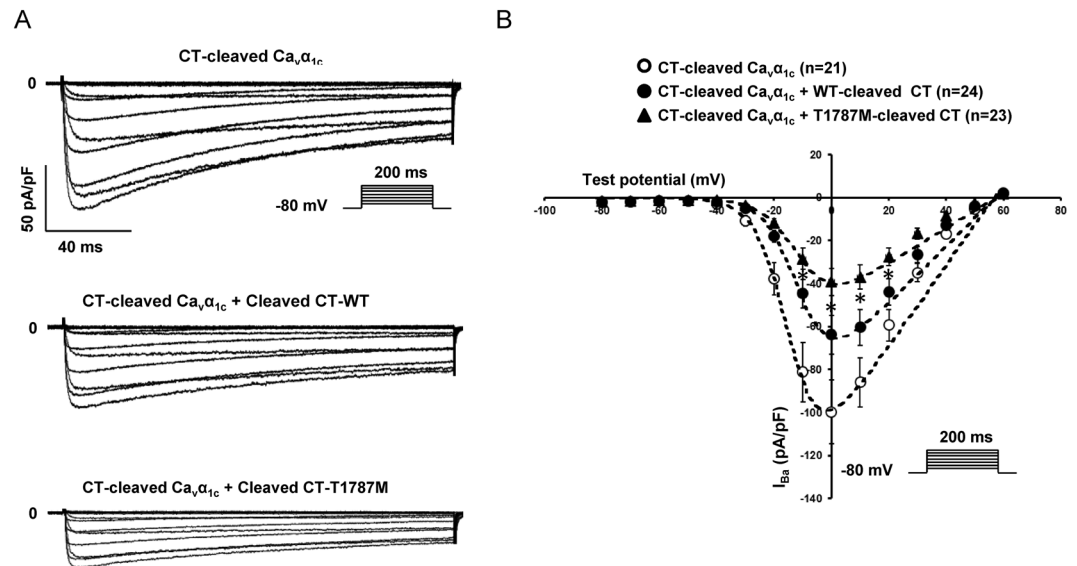 A
CT-cleaved Cavα1c
0
50 pA/pF
40 ms
200 ms
-80 mV
CT-cleaved Cavα1c + Cleaved CT-WT
0
CT-cleaved Cavα1c + Cleaved CT-T1787M
0
B
CT-cleaved Cavα1c (n=21)
CT-cleaved Cavα1c + WT-cleaved CT (n=24)
CT-cleaved Cavα1c + T1787M-cleaved CT (n=23)
Test potential (mV)
-100 -80 -60 -40 -20 0 20 40 60 80
20
0
-20
-40
-60
-80
-100
-120
-140
* * * *
IBa (pA/pF)
200 ms
-80 mV